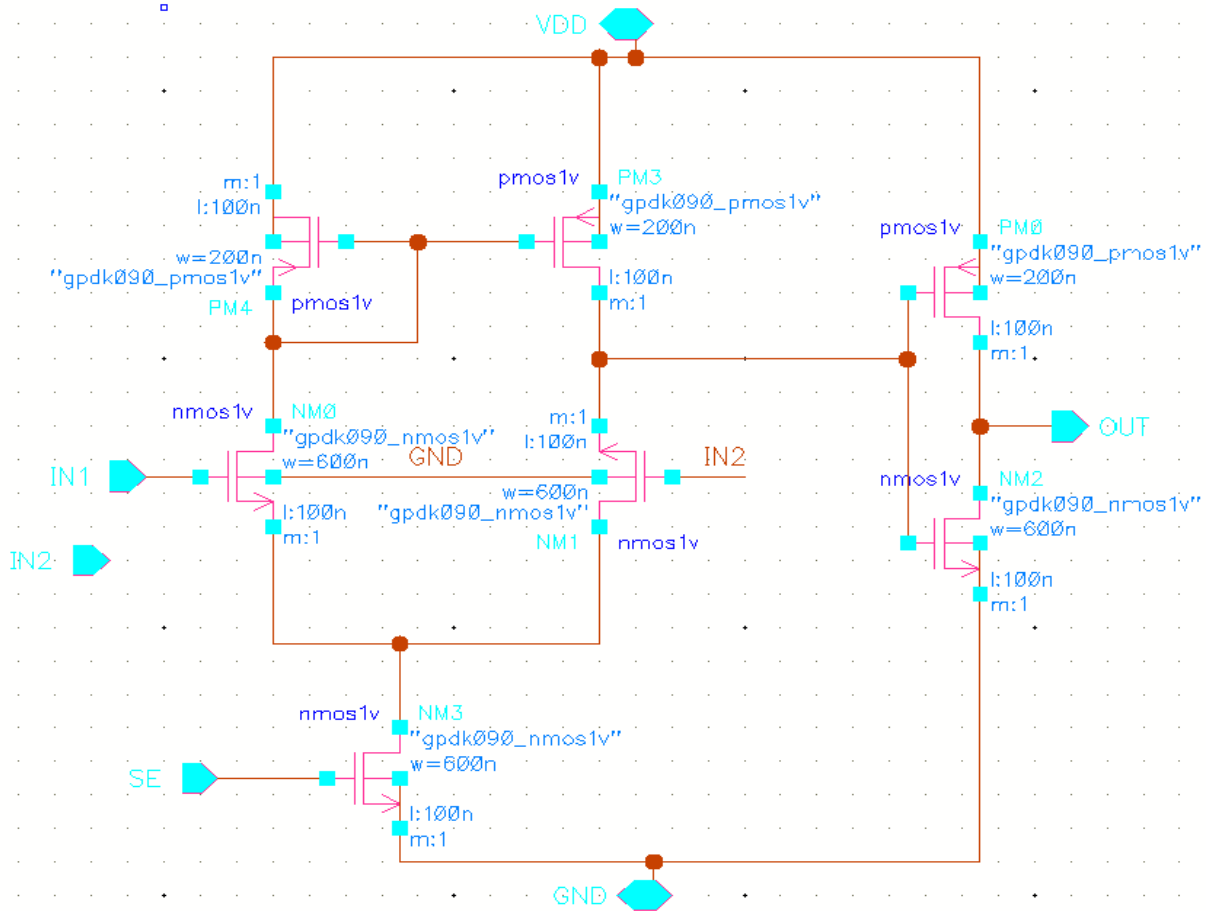 VDD
m:1
l:100n
w=200n
"gpdk090_pmos1v"
PM4
pmos1v
pmos1v
PM3
"gpdk090_pmos1v"
w=200n
l:100n
m:1
pmos1v
PM0
"gpdk090_pmos1v"
w=200n
l:100n
m:1
nmos1v
NM0
"gpdk090_nmos1v"
w=600n
GND
IN1
l:100n
m:1
m:1
l:100n
IN2
w=600n
"gpdk090_nmos1v"
NM1
nmos1v
OUT
nmos1v
NM2
"gpdk090_nmos1v"
w=600n
l:100n
m:1
IN2
nmos1v
NM3
"gpdk090_nmos1v"
w=600n
SE
l:100n
m:1
GND